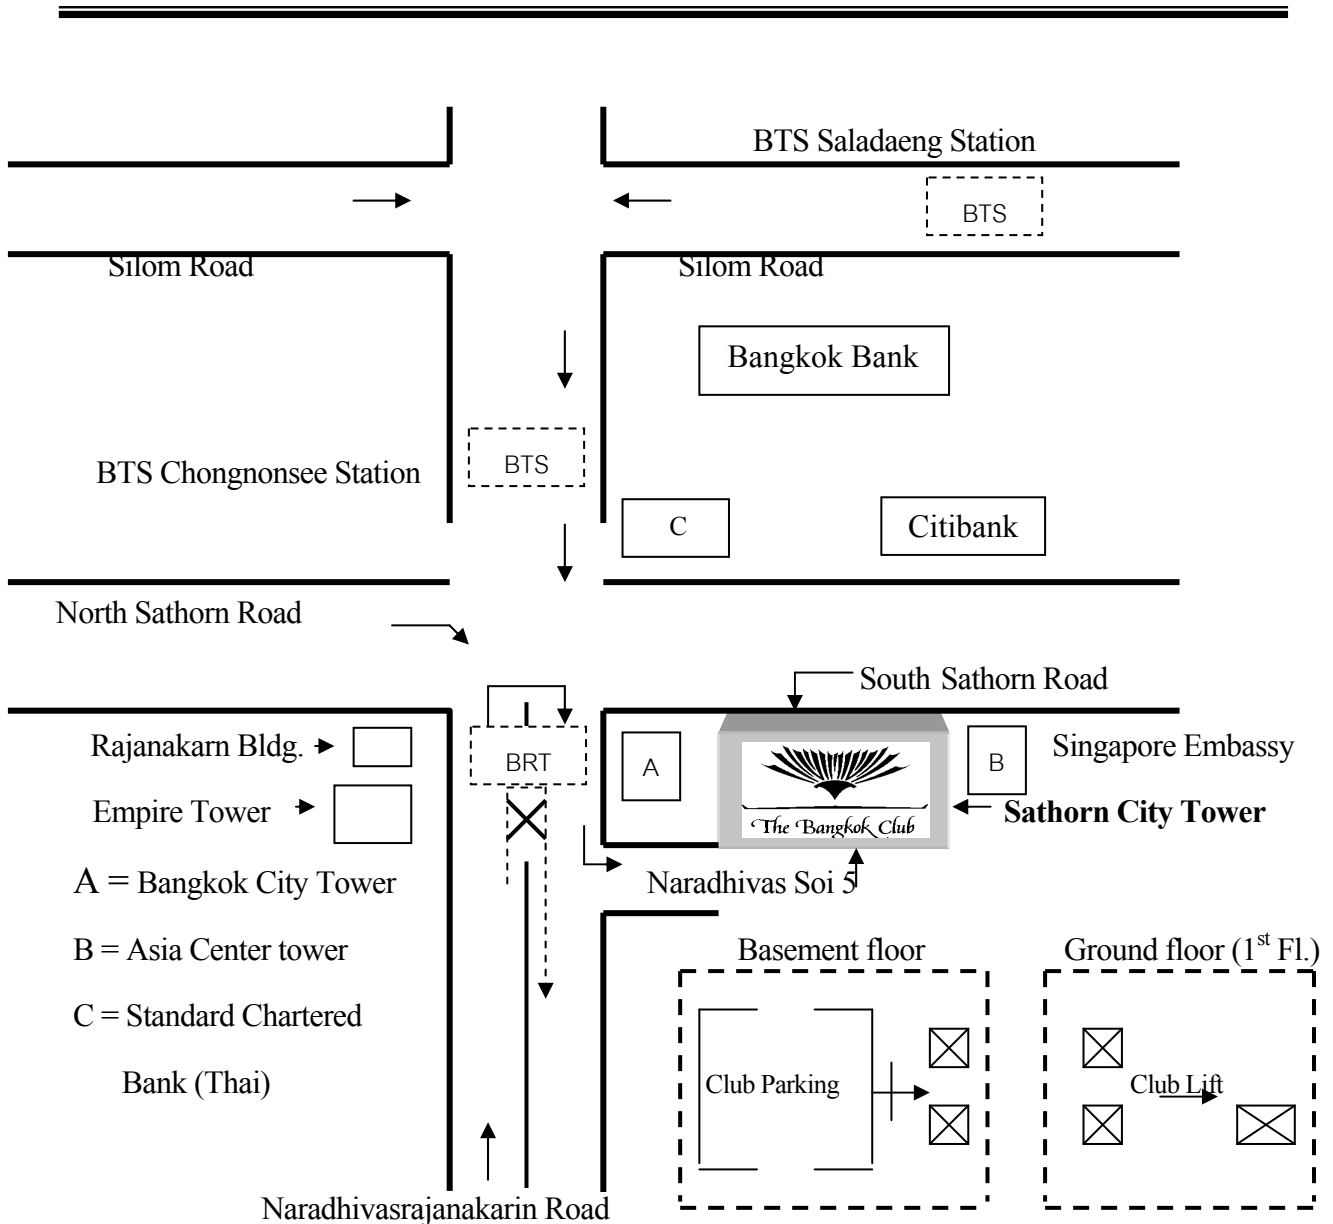 BTS Saladaeng Station
BTS
Silom Road
Silom Road
Bangkok Bank
BTS Chongnonsee Station
BTS
C
Citibank
North Sathorn Road
South Sathorn Road
Rajanakarn Bldg.
BRT
A
B
Singapore Embassy
Empire Tower
The Bangkok Club
Sathorn City Tower
A = Bangkok City Tower
Naradhivas Soi 5
B = Asia Center tower
Basement floor
Ground floor (1st Fl.)
C = Standard Chartered
Bank (Thai)
Club Parking
Club Lift
Naradhivasrajanakarin Road